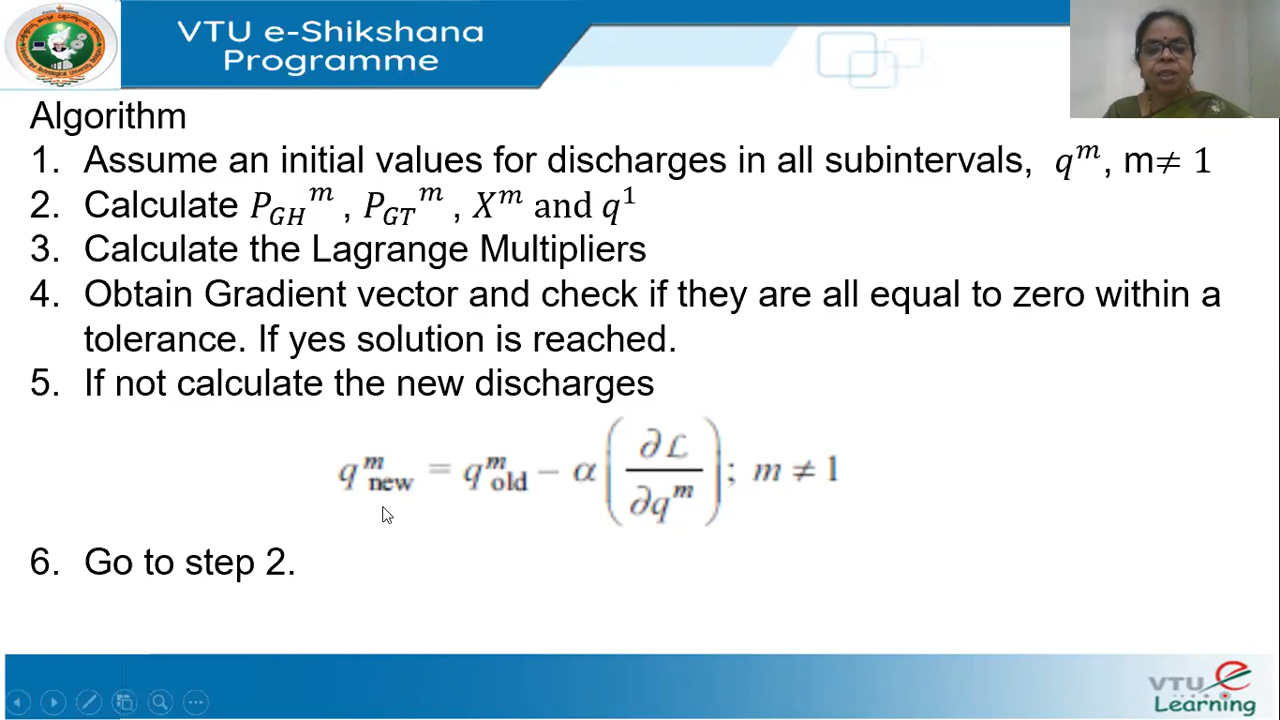 VTU e-Shikshana
Programme
Algorithm
1. Assume an initial values for discharges in all subintervals, q^m, m≠ 1
2. Calculate P_GH^m , P_GT^m , X^m and q^1
3. Calculate the Lagrange Multipliers
4. Obtain Gradient vector and check if they are all equal to zero within a
tolerance. If yes solution is reached.
5. If not calculate the new discharges
q^m_new = q^m_old − α (∂ℒ/∂q^m); m ≠ 1
6. Go to step 2.
VTU e
Learning